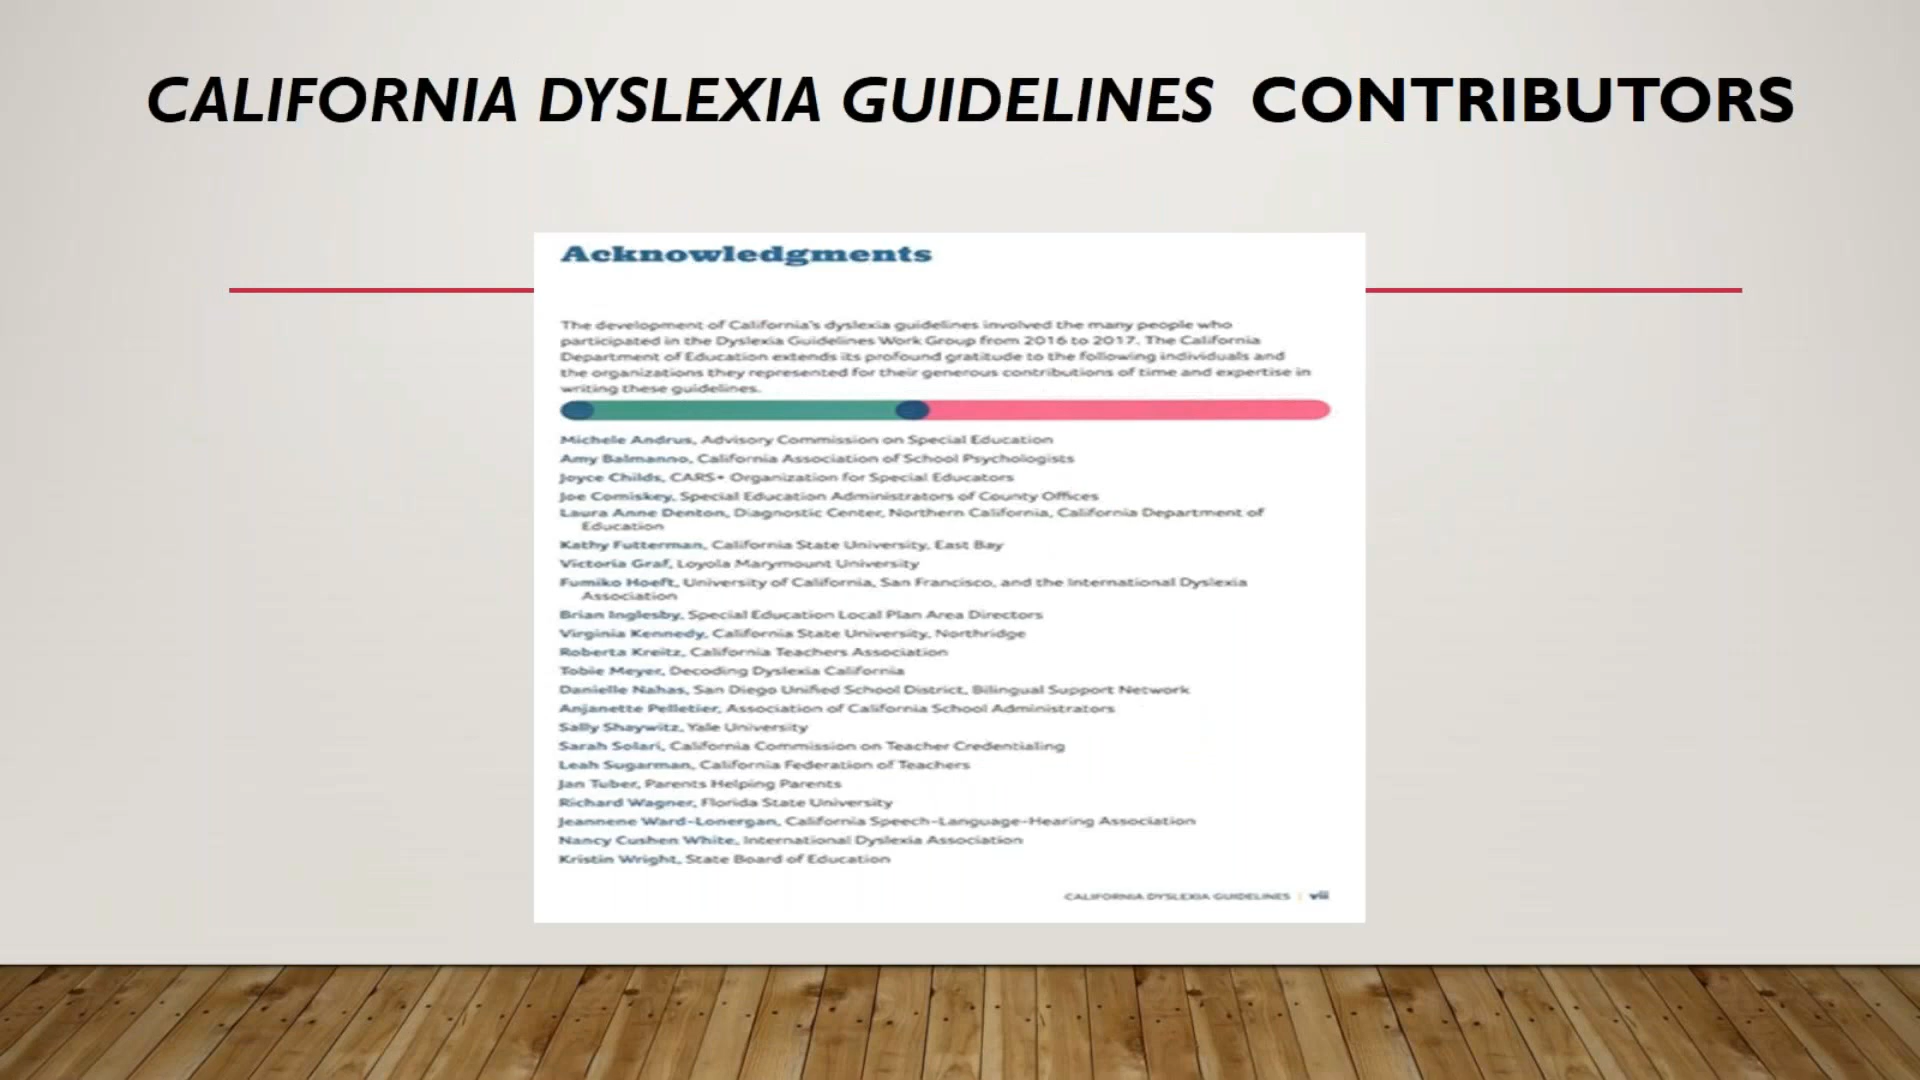 CALIFORNIA DYSLEXIA GUIDELINES CONTRIBUTORS
Acknowledgments
The development of California's dyslexia guidelines involved the many people who
participated in the Dyslexia Guidelines Work Group from 2016 to 2017. The California
Department of Education extends its profound gratitude to the following individuals and
the organizations they represented for their generous contributions of time and expertise in
writing these guidelines.
Michele Andrus, Advisory Commission on Special Education
Amy Balmanno, California Association of School Psychologists
Joyce Childs, CARS+ Organization for Special Educators
Joe Comiskey, Special Education Administrators of County Offices
Laura Anne Denton, Diagnostic Center, Northern California, California Department of
Education
Kathy Futterman, California State University, East Bay
Victoria Graf, Loyola Marymount University
Fumiko Hoeft, University of California, San Francisco, and the International Dyslexia
Association
Brian Inglesby, Special Education Local Plan Area Directors
Virginia Kennedy, California State University, Northridge
Roberta Kreitz, California Teachers Association
Tobie Meyer, Decoding Dyslexia California
Danielle Nahas, San Diego Unified School District, Bilingual Support Network
Anjanette Pelletier, Association of California School Administrators
Sally Shaywitz, Yale University
Sarah Solari, California Commission on Teacher Credentialing
Leah Sugarman, California Federation of Teachers
Jan Tuber, Parents Helping Parents
Richard Wagner, Florida State University
Jeannene Ward-Lonergan, California Speech-Language-Hearing Association
Nancy Cushen White, International Dyslexia Association
Kristin Wright, State Board of Education
CALIFORNIA DYSLEXIA GUIDELINES | viii